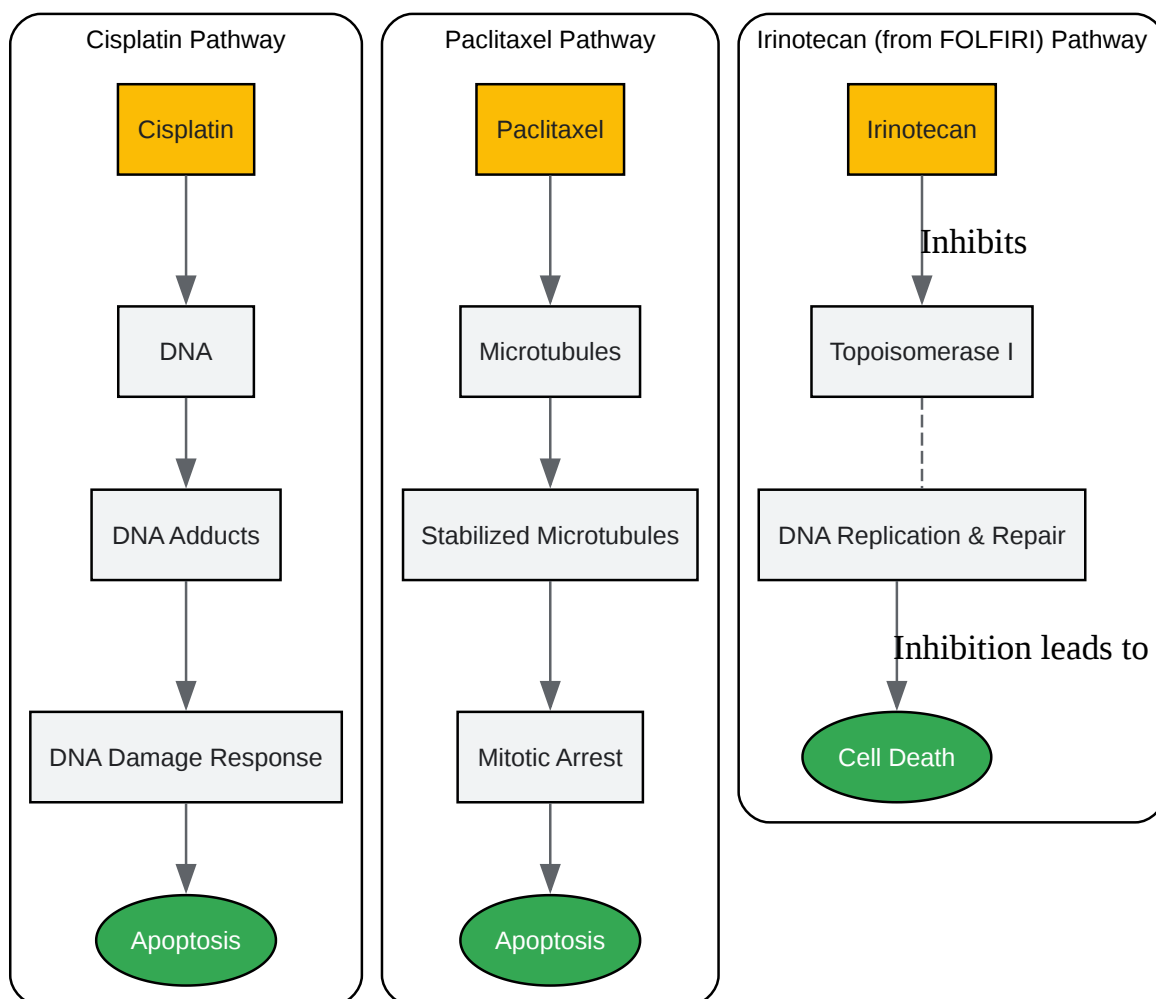 Cisplatin Pathway
Cisplatin
DNA
DNA Adducts
DNA Damage Response
Apoptosis
Paclitaxel Pathway
Paclitaxel
Microtubules
Stabilized Microtubules
Mitotic Arrest
Apoptosis
Irinotecan (from FOLFIRI) Pathway
Irinotecan
Inhibits
Topoisomerase I
DNA Replication & Repair
Inhibition leads to
Cell Death